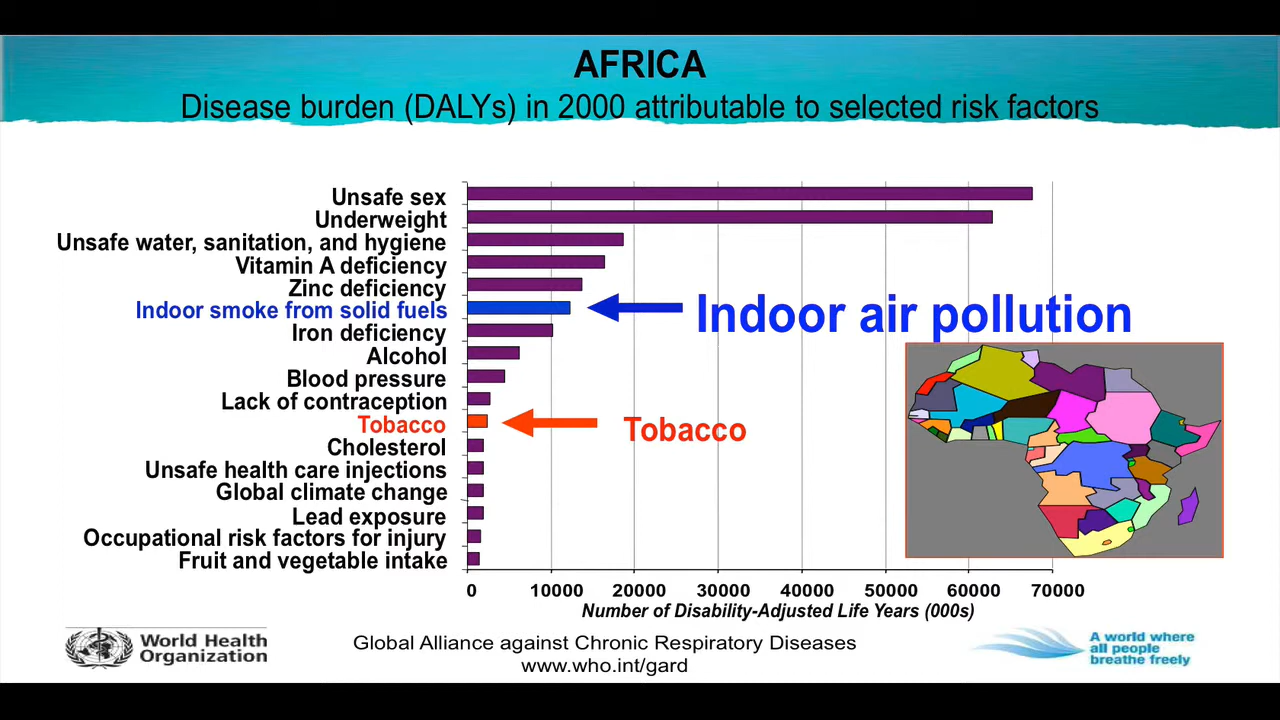 AFRICA
Disease burden (DALYs) in 2000 attributable to selected risk factors
Unsafe sex
Underweight
Unsafe water, sanitation, and hygiene
Vitamin A deficiency
Zinc deficiency
Indoor smoke from solid fuels
Indoor air pollution
Iron deficiency
Alcohol
Blood pressure
Lack of contraception
Tobacco
Tobacco
Cholesterol
Unsafe health care injections
Global climate change
Lead exposure
Occupational risk factors for injury
Fruit and vegetable intake
0 10000 20000 30000 40000 50000 60000 70000
Number of Disability-Adjusted Life Years (000s)
World Health
Organization
Global Alliance against Chronic Respiratory Diseases
www.who.int/gard
A world where
all people
breathe freely